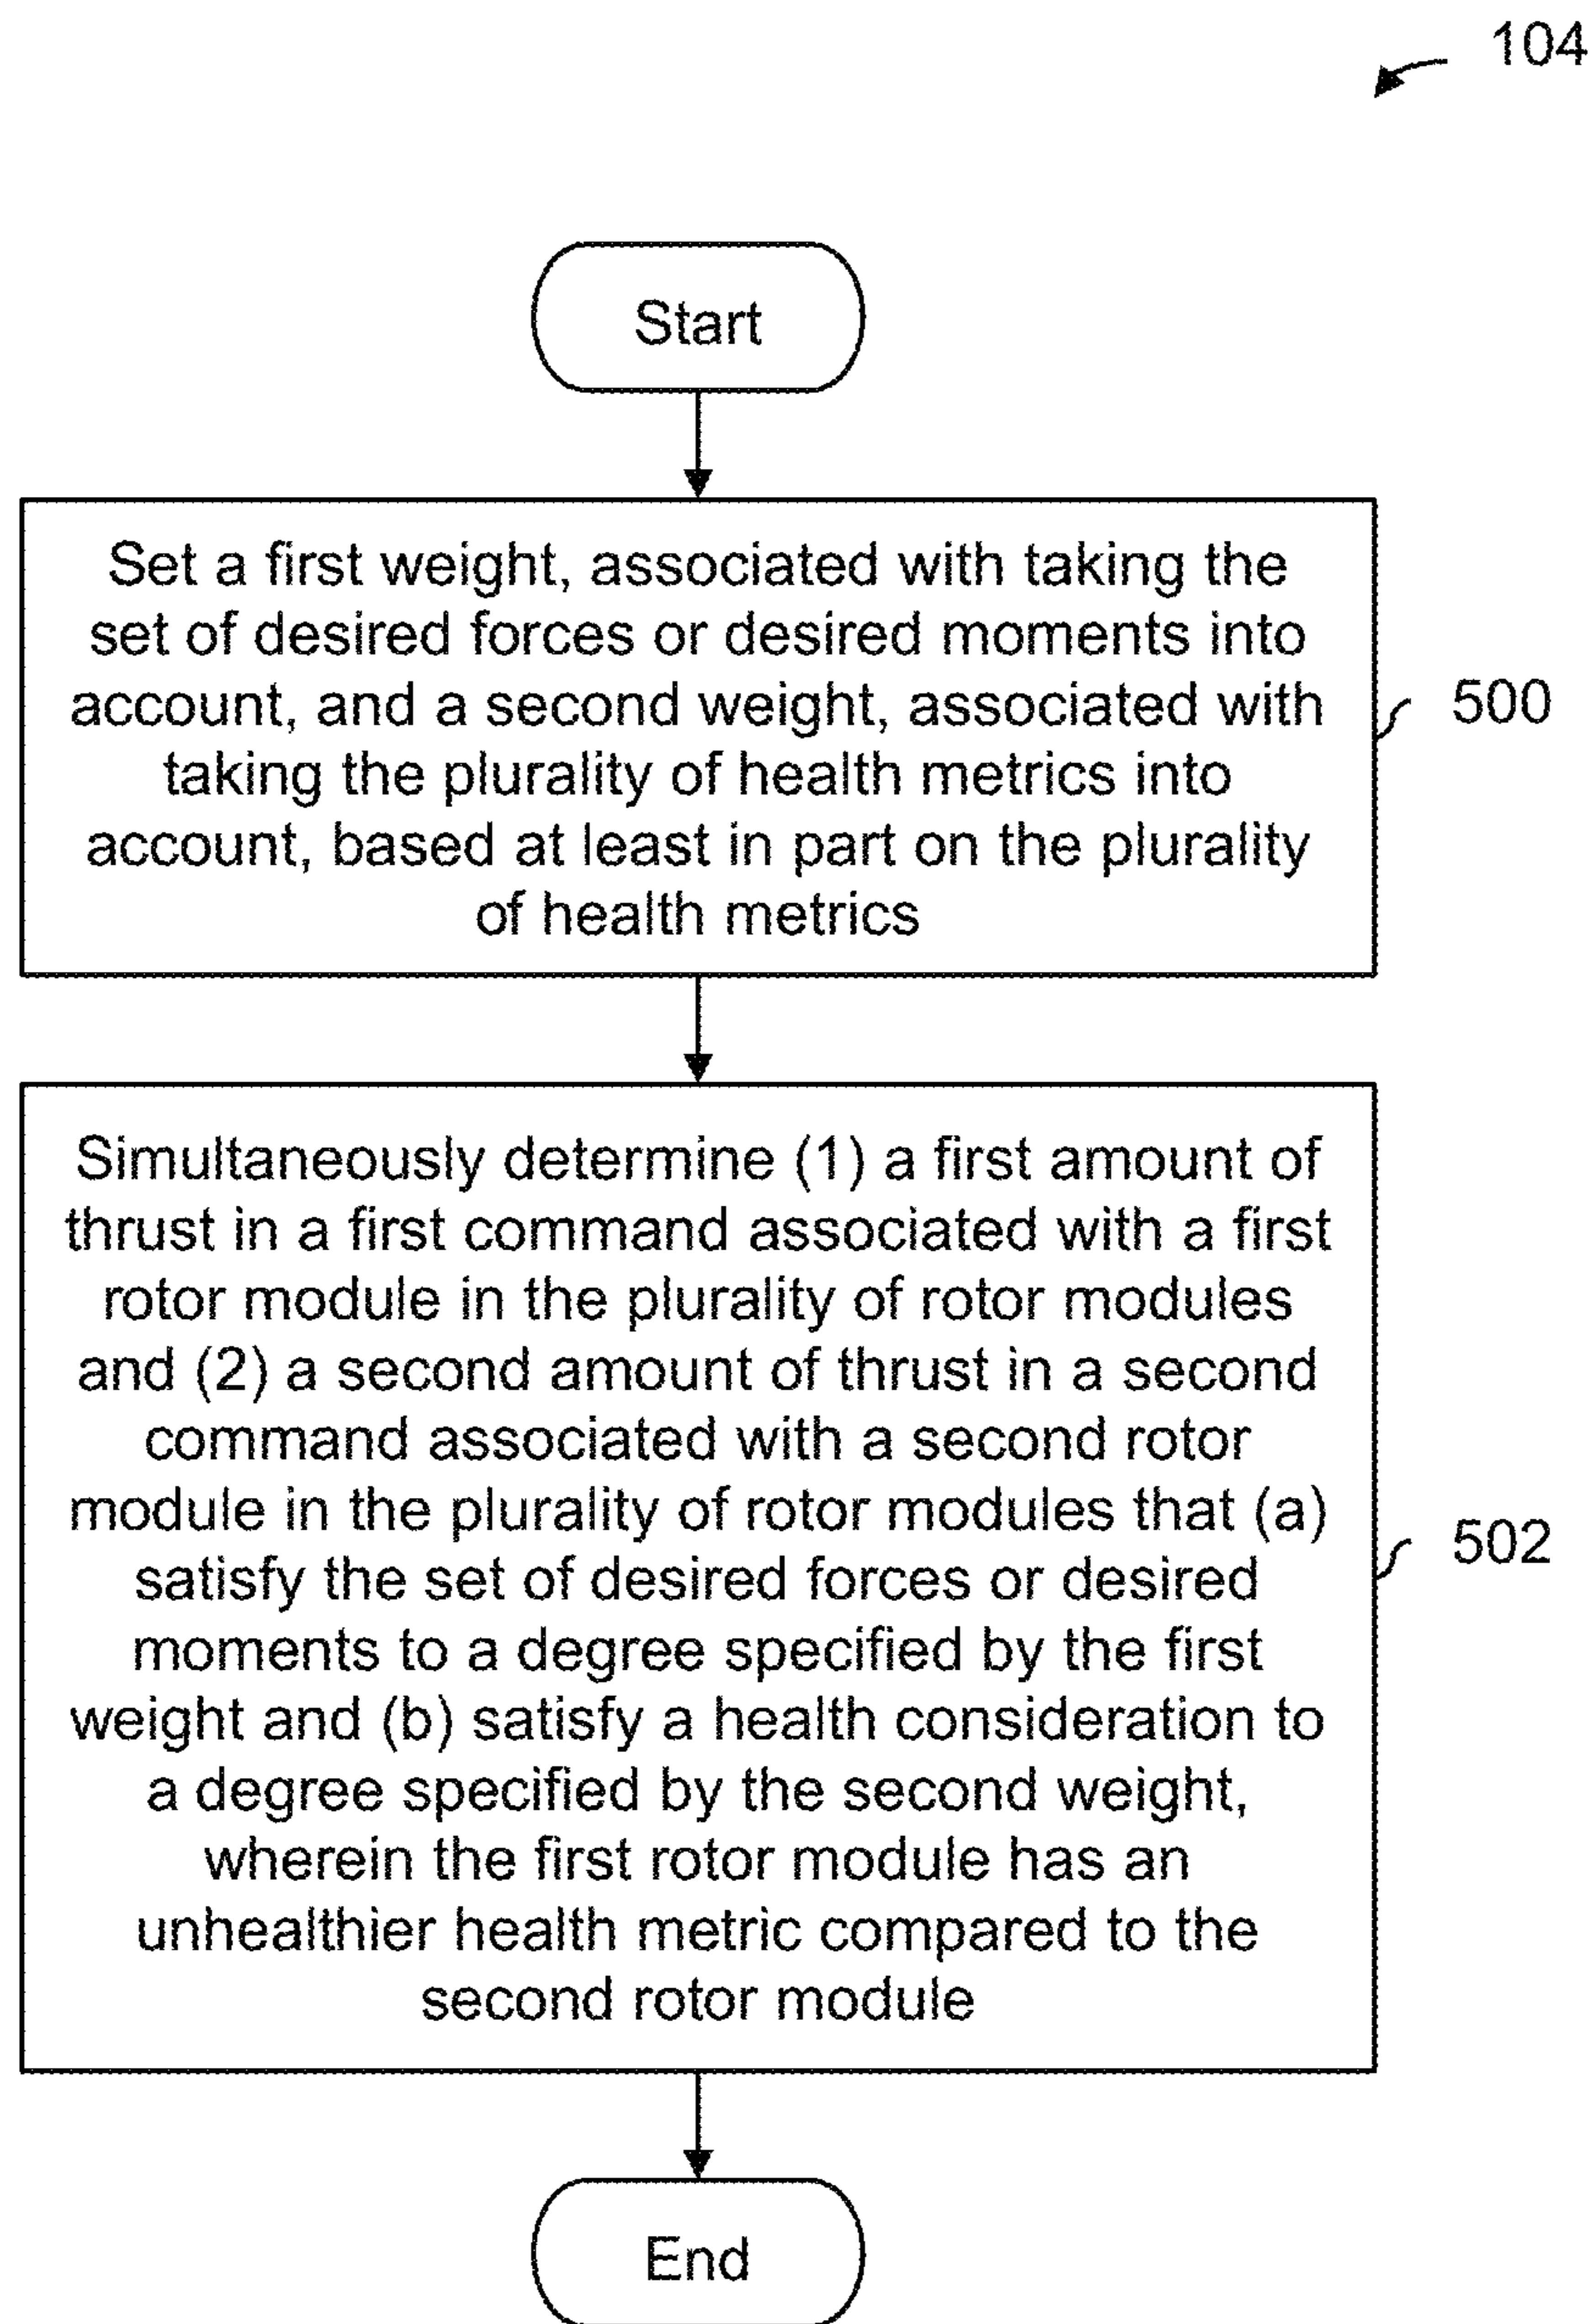 104
Start
Set a first weight, associated with taking the
set of desired forces or desired moments into
account, and a second weight, associated with
taking the plurality of health metrics into
account, based at least in part on the plurality
of health metrics
500
Simultaneously determine (1) a first amount of
thrust in a first command associated with a first
rotor module in the plurality of rotor modules
and (2) a second amount of thrust in a second
command associated with a second rotor
module in the plurality of rotor modules that (a)
satisfy the set of desired forces or desired
moments to a degree specified by the first
weight and (b) satisfy a health consideration to
a degree specified by the second weight,
wherein the first rotor module has an
unhealthier health metric compared to the
second rotor module
502
End